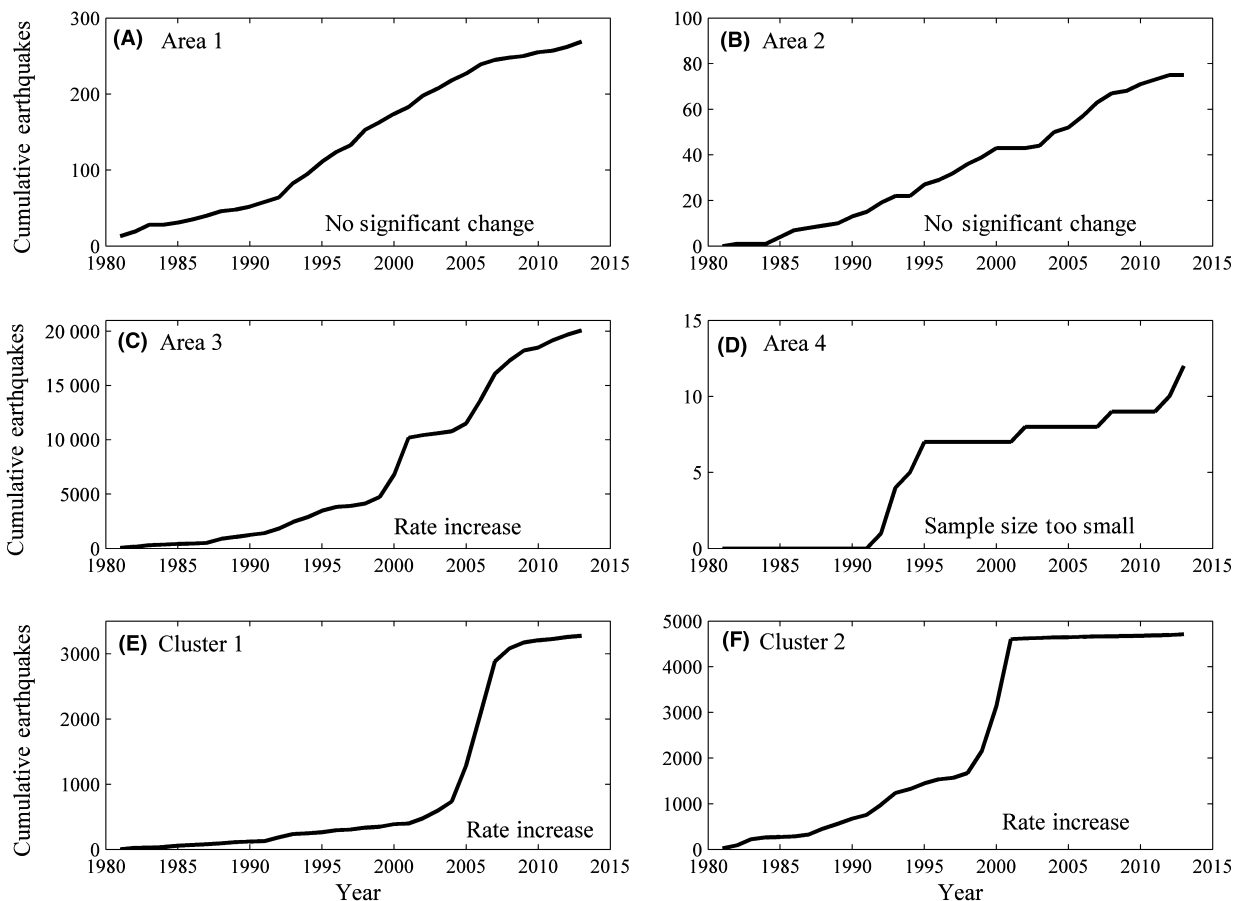 (A) Area 1
Cumulative earthquakes
300
200
100
0
No significant change
1980 1985 1990 1995 2000 2005 2010 2015
(B) Area 2
100
80
60
40
20
0
No significant change
1980 1985 1990 1995 2000 2005 2010 2015
(C) Area 3
Cumulative earthquakes
20 000
15 000
10 000
5000
0
Rate increase
1980 1985 1990 1995 2000 2005 2010 2015
(D) Area 4
15
10
5
0
Sample size too small
1980 1985 1990 1995 2000 2005 2010 2015
(E) Cluster 1
Cumulative earthquakes
3000
2000
1000
0
Rate increase
1980 1985 1990 1995 2000 2005 2010 2015
Year
(F) Cluster 2
5000
4000
3000
2000
1000
0
Rate increase
1980 1985 1990 1995 2000 2005 2010 2015
Year